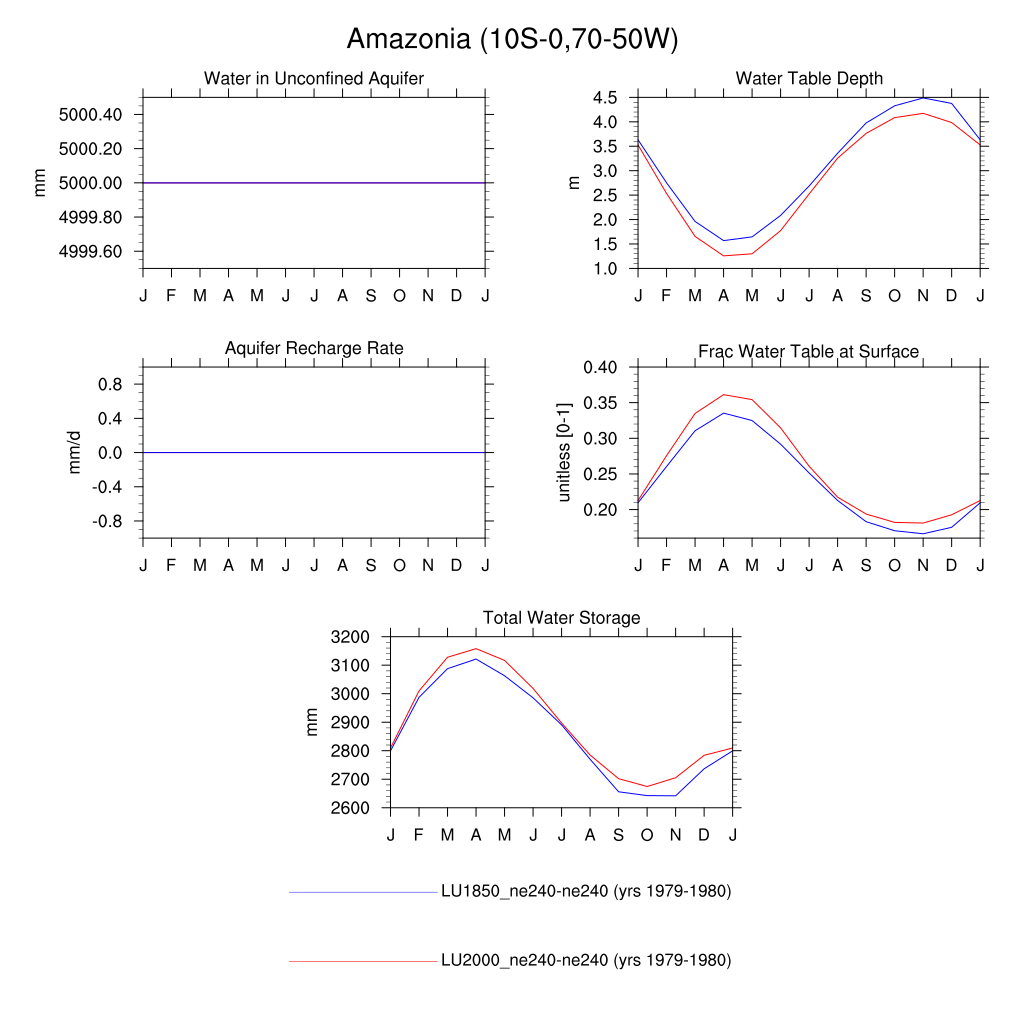 Amazonia (10S-0,70-50W)
Water in Unconfined Aquifer
5000.40
5000.20
5000.00
4999.80
4999.60
mm
J F M A M J J A S O N D J
Water Table Depth
4.5
4.0
3.5
3.0
2.5
2.0
1.5
1.0
m
J F M A M J J A S O N D J
Aquifer Recharge Rate
0.8
0.4
0.0
-0.4
-0.8
mm/d
J F M A M J J A S O N D J
Frac Water Table at Surface
0.40
0.35
0.30
0.25
0.20
unitless [0-1]
J F M A M J J A S O N D J
Total Water Storage
3200
3100
3000
2900
2800
2700
2600
mm
J F M A M J J A S O N D J
LU1850_ne240-ne240 (yrs 1979-1980)
LU2000_ne240-ne240 (yrs 1979-1980)